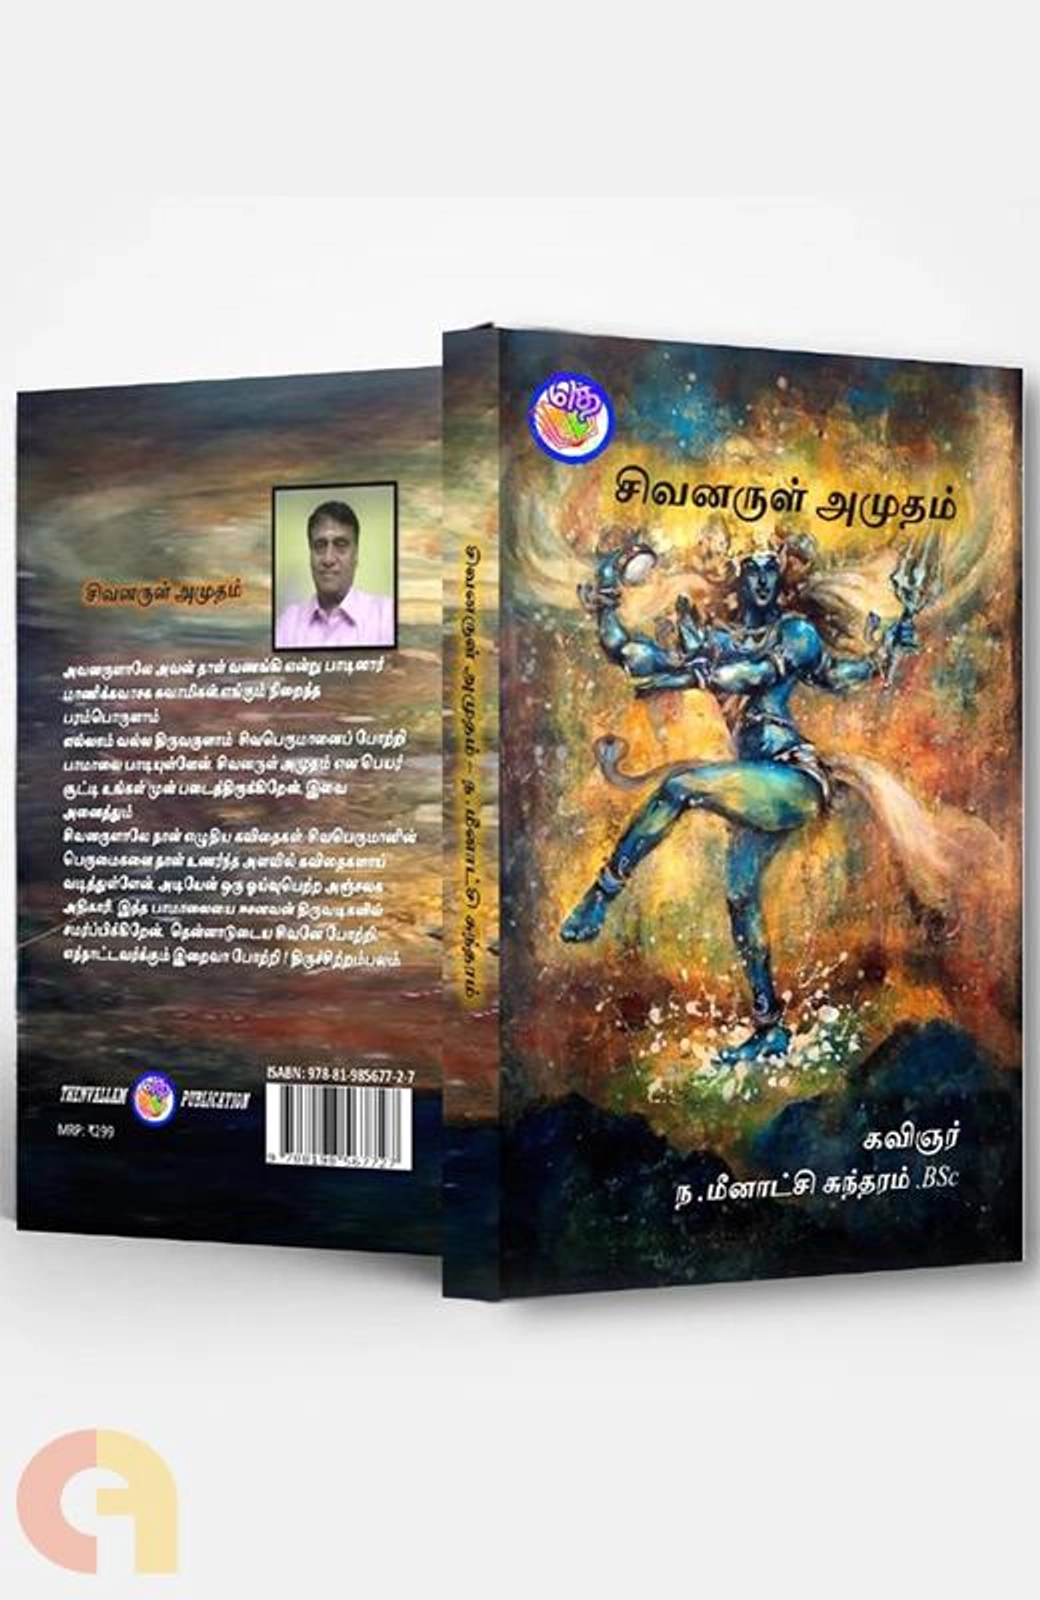 சிவனருள் அமுதம்
கவிஞர்
ந.மீனாட்சி சுந்தரம் .BSc
சிவனருள் அமுதம் - ந.மீனாட்சி சுந்தரம்
சிவனருள் அமுதம்
அவனருளாலே அவன் தாள் வணங்கி என்று பாடினார்
மாணிக்கவாசக சுவாமிகள்.எங்கும் நிறைந்த
பரம்பொருளாம்
எல்லாம் வல்ல திருவருளாம் சிவபெருமானைப் போற்றி
பாமாலை பாடியுள்ளேன். சிவனருள் அமுதம் என பெயர்
சூட்டி உங்கள் முன் படைத்திருக்கிறேன். இவை
அனைத்தும்
சிவனருளாலே தான் எழுதிய கவிதைகள். சிவபெருமானின்
பெருமைகளை நான் உணர்ந்த அளவில் கவிதைகளாய்
வடித்துள்ளேன். அடியேன் ஒரு ஓய்வுபெற்ற அஞ்சலக
அதிகாரி. இந்த பாமாலையை ஈசனவன் திருவடிகளில்
சமர்ப்பிக்கிறேன். தென்னாடுடைய சிவனே போற்றி.
எந்நாட்டவர்க்கும் இறைவா போற்றி ! திருச்சிற்றம்பலம்.
THENVALLAM PUBLICATION
MRP: ₹199
ISABN: 978-81-985677-2-7